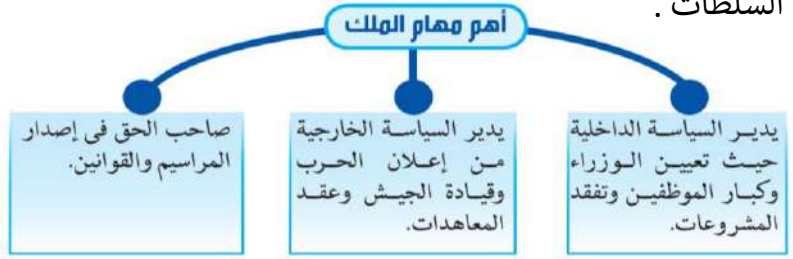 السلطات .
أهم مهام الملك
يدير السياسة الداخلية
حيث تعيين الوزراء
وكبار الموظفين وتفقد
المشروعات.
يدير السياسة الخارجية
من إعلان الحرب
وقيادة الجيش وعقد
المعاهدات.
صاحب الحق فى إصدار
المراسيم والقوانين.